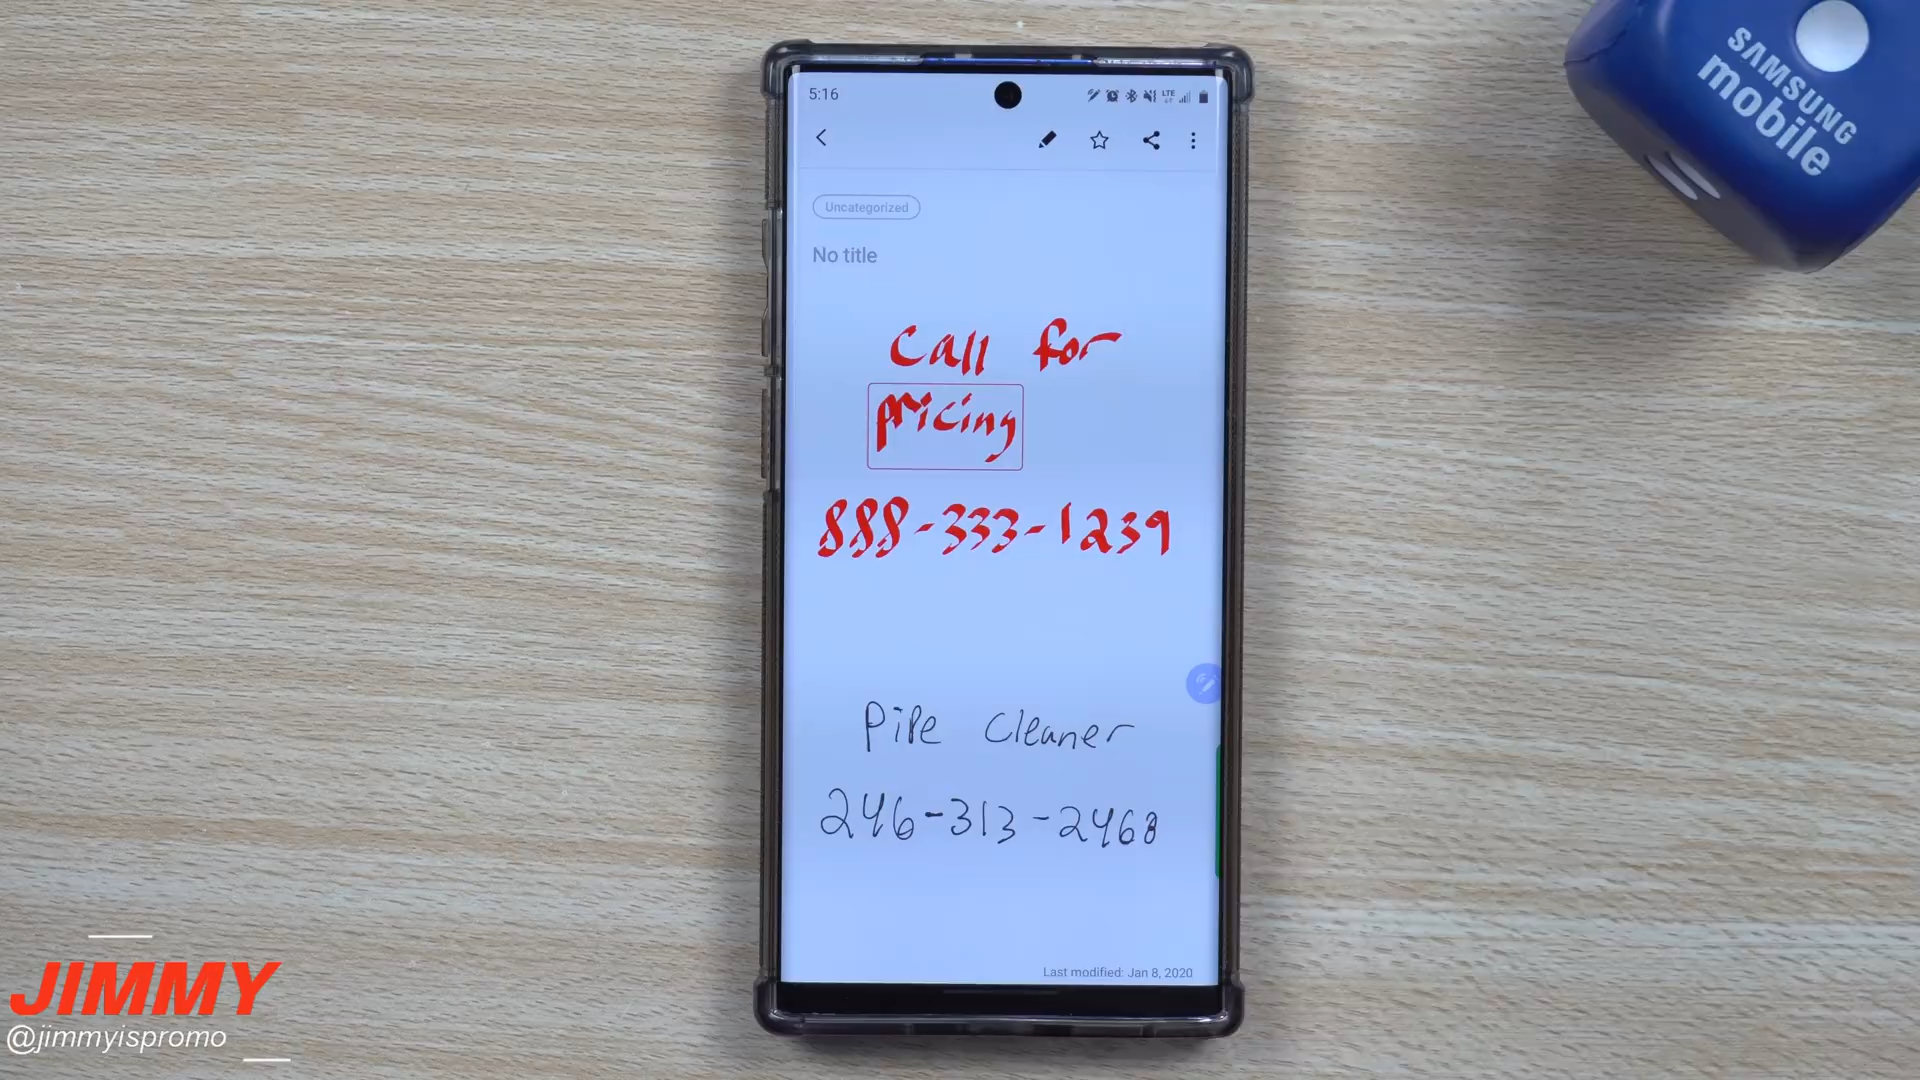 SAMSUNG
mobile
5:16
LTE
Uncategorized
No title
Call for
pricing
888-333-1239
Pipe Cleaner
246-313-2468
Last modified: Jan 8, 2020
JIMMY
@jimmyispromo